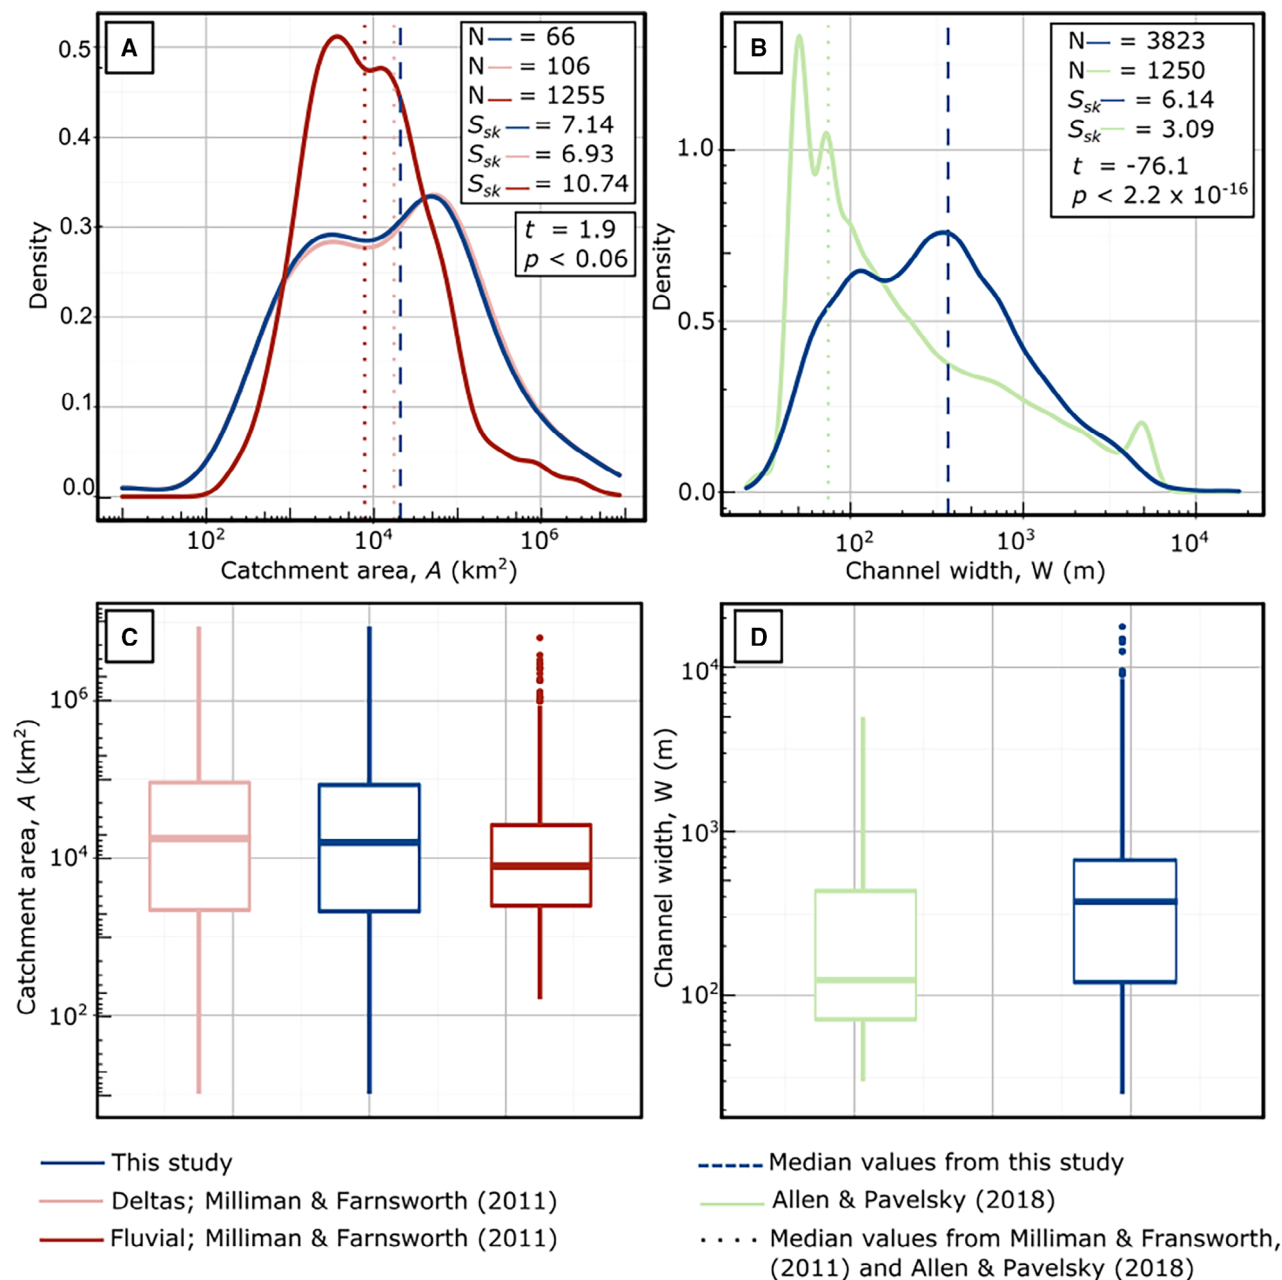 A
N — = 66
N — = 106
N — = 1255
Ssk — = 7.14
Ssk — = 6.93
Ssk — = 10.74
t = 1.9
p < 0.06
Density
0.5
0.4
0.3
0.2
0.1
0.0
10² 10⁴ 10⁶
Catchment area, A (km²)
B
N — = 3823
N — = 1250
Ssk — = 6.14
Ssk — = 3.09
t = -76.1
p < 2.2 x 10⁻¹⁶
Density
1.0
0.5
0.0
10² 10³ 10⁴
Channel width, W (m)
C
Catchment area, A (km²)
10⁶
10⁴
10²
D
Channel width, W (m)
10⁴
10³
10²
This study
Deltas; Milliman & Farnsworth (2011)
Fluvial; Milliman & Farnsworth (2011)
Median values from this study
Allen & Pavelsky (2018)
Median values from Milliman & Fransworth,
(2011) and Allen & Pavelsky (2018)